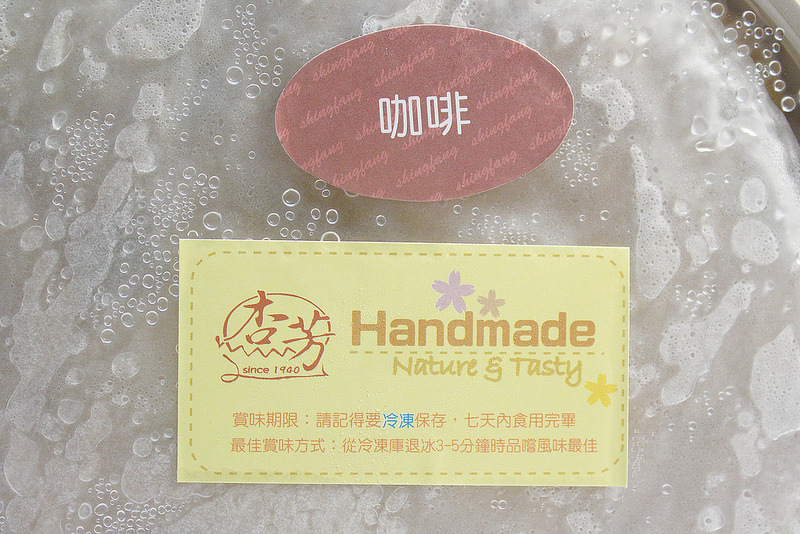 咖啡
shingfang
杏芳
since 1940
Handmade
Nature & Tasty
賞味期限：請記得要冷凍保存，七天內食用完畢
最佳賞味方式：從冷凍庫退冰3-5分鐘時品嚐風味最佳